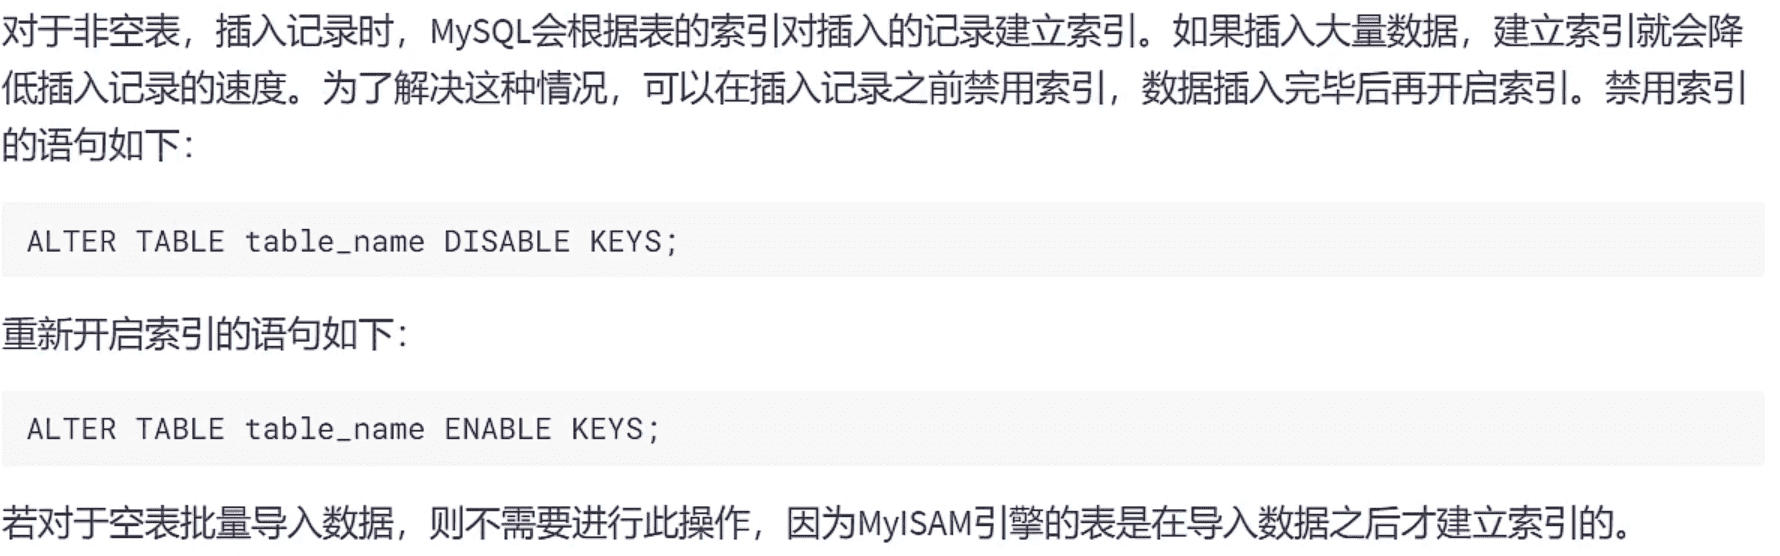 对于非空表，插入记录时，MySQL会根据表的索引对插入的记录建立索引。如果插入大量数据，建立索引就会降
低插入记录的速度。为了解决这种情况，可以在插入记录之前禁用索引，数据插入完毕后再开启索引。禁用索引
的语句如下：
ALTER TABLE table_name DISABLE KEYS;
重新开启索引的语句如下：
ALTER TABLE table_name ENABLE KEYS;
若对于空表批量导入数据，则不需要进行此操作，因为MyISAM引擎的表是在导入数据之后才建立索引的。